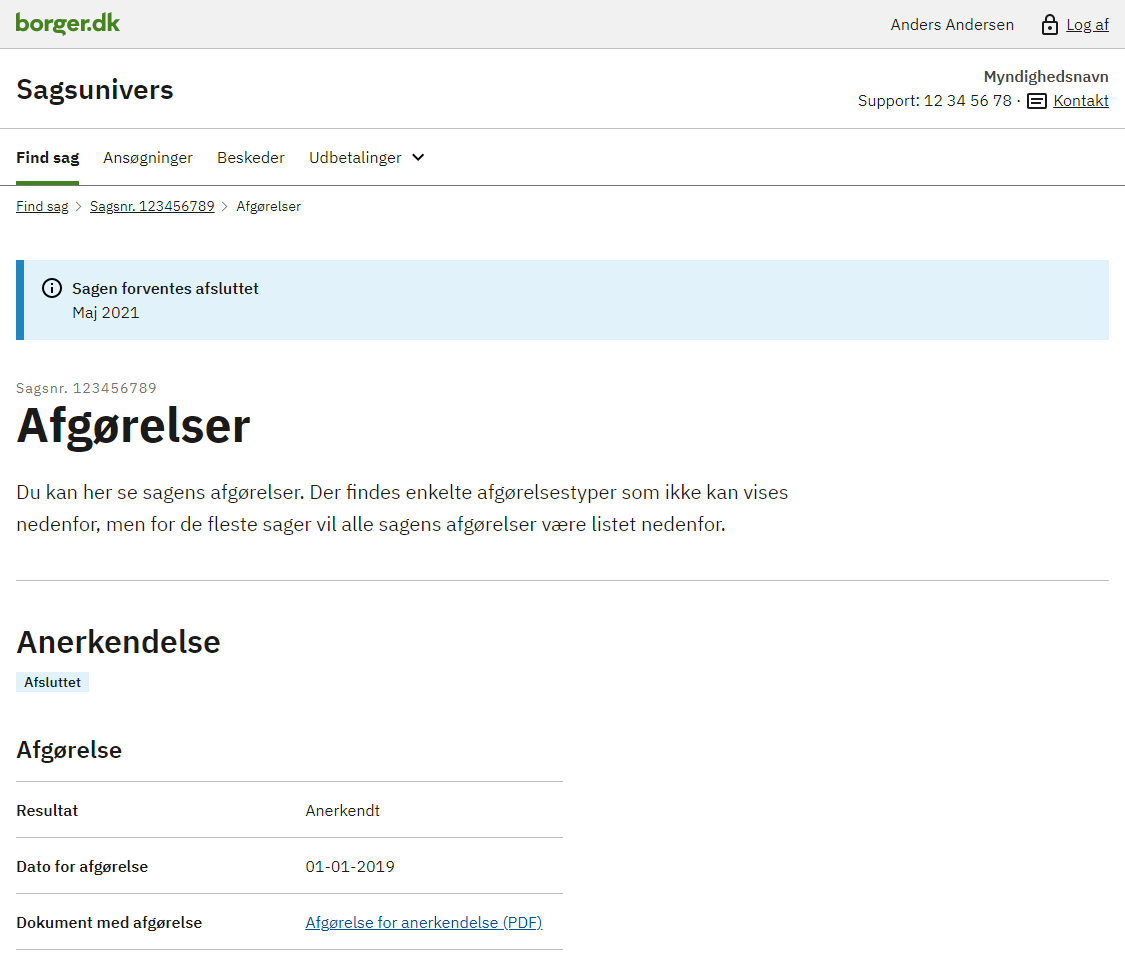 borger.dk
Anders Andersen
Log af
Sagsunivers
Myndighedsnavn
Support: 12 34 56 78 · Kontakt
Find sag Ansøgninger Beskeder Udbetalinger
Find sag > Sagsnr. 123456789 > Afgørelser
Sagen forventes afsluttet
Maj 2021
Sagsnr. 123456789
Afgørelser
Du kan her se sagens afgørelser. Der findes enkelte afgørelsestyper som ikke kan vises
nedenfor, men for de fleste sager vil alle sagens afgørelser være listet nedenfor.
Anerkendelse
Afsluttet
Afgørelse
Resultat Anerkendt
Dato for afgørelse 01-01-2019
Dokument med afgørelse Afgørelse for anerkendelse (PDF)